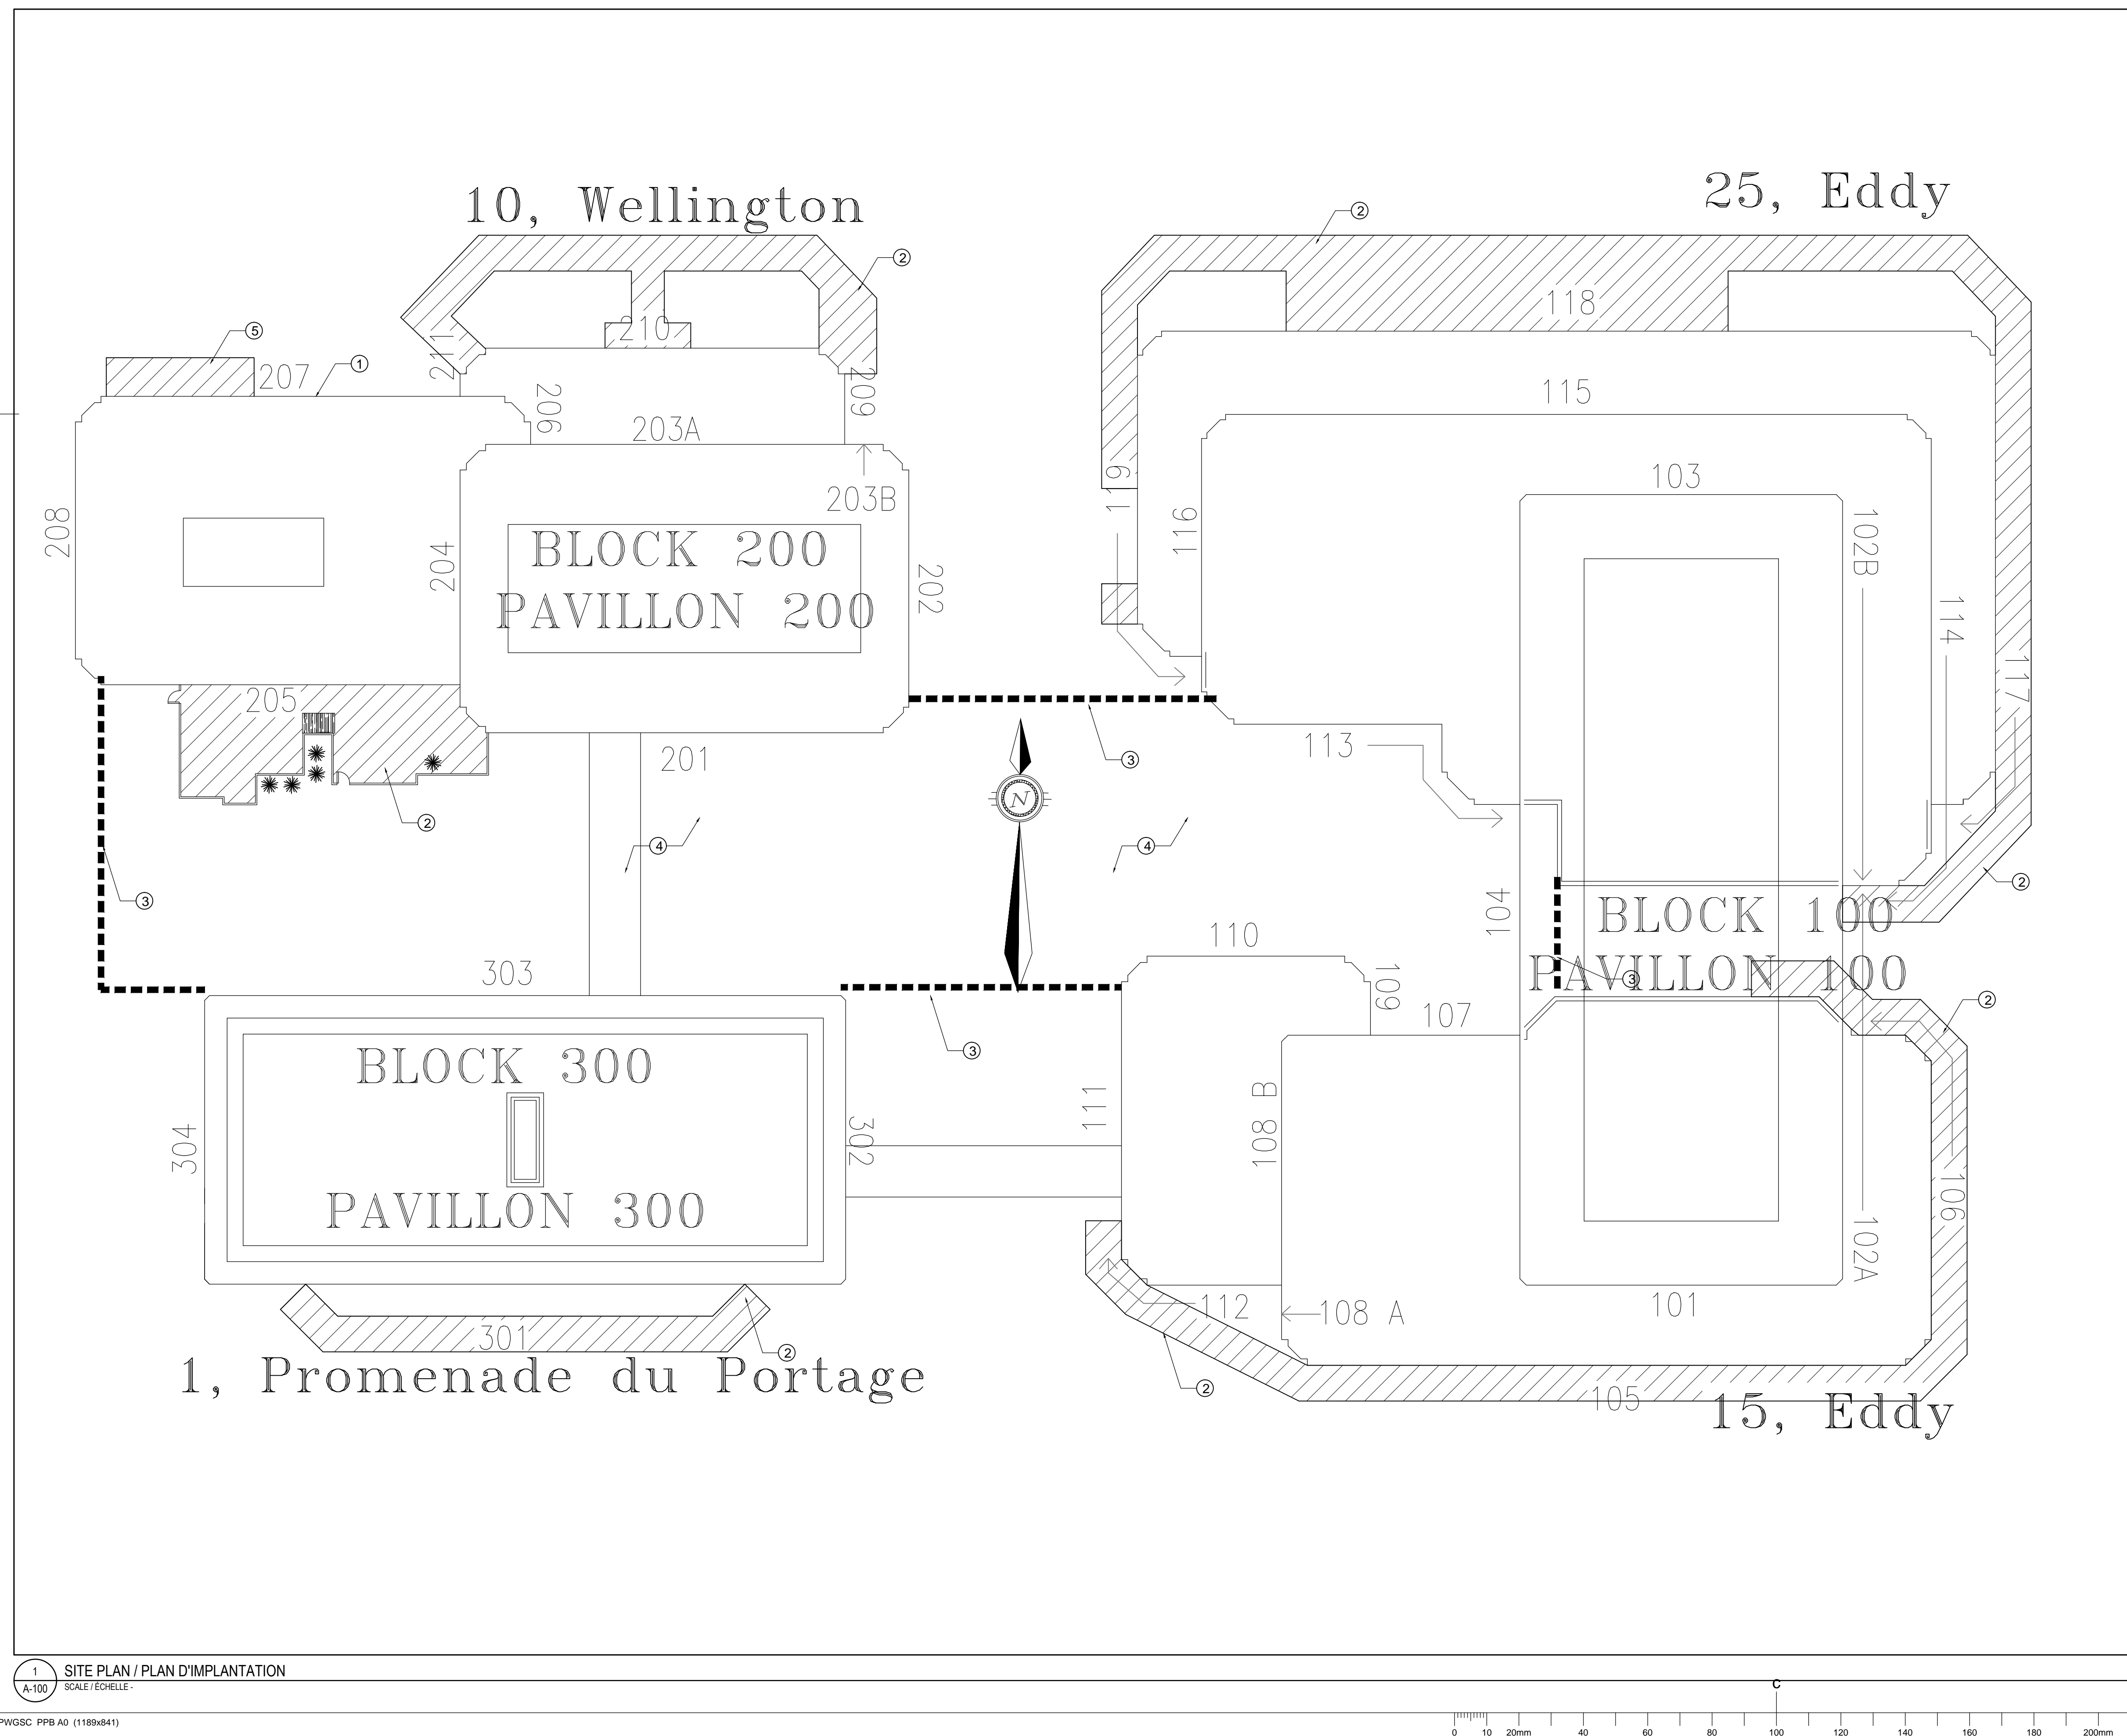 25, Eddy
10, Wellington
2
2
118
210
5
211
1
207
209
206
115
203A
116
103
203B
208
916
102B
204
BLOCK 200
202
PAVILLON 200
114
117
205
3
113
201
N
2
4
4
2
3
104
BLOCK 100
110
303
109
PAVILLON 100
3
2
107
3
BLOCK 300
111
108 B
304
302
106
PAVILLON 300
102A
112
108 A
101
301
2
1, Promenade du Portage
2
105
15, Eddy
1
A-100
SITE PLAN / PLAN D'IMPLANTATION
SCALE / ÉCHELLE -
C
PWGSC PPB A0 (1189x841)
0 10 20mm 40 60 80 100 120 140 160 180 200mm